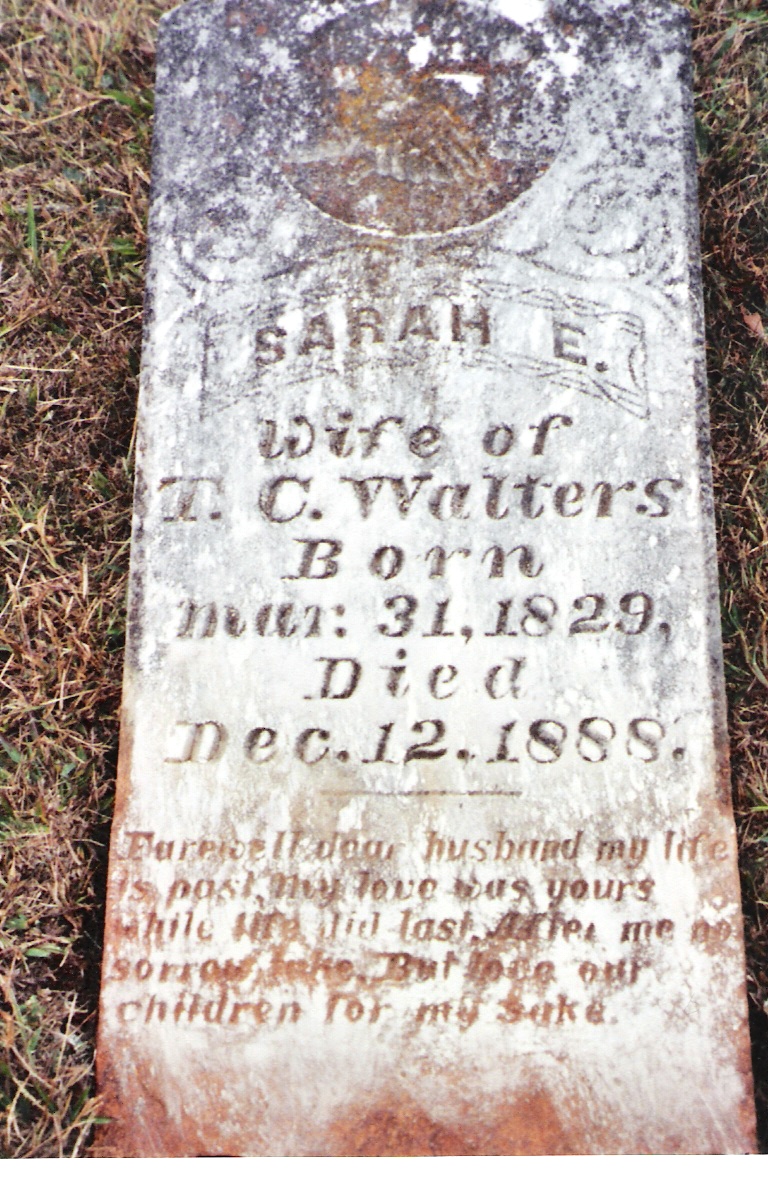 SARAH E.
Wife of
T. C. Walters
Born
Mar. 31, 1829,
Died
Dec. 12, 1888.
Farewell dear husband my life
is past, My love was yours
while life did last, After me no
sorrow take, But love our
children for my sake.